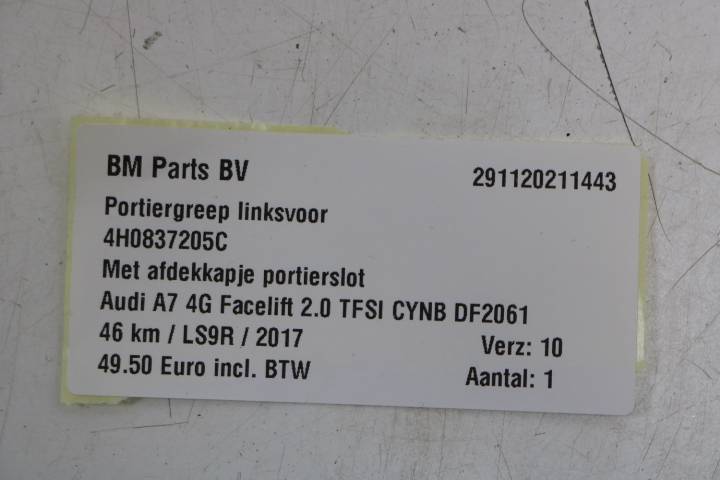 BM Parts BV 291120211443
Portiergreep linksvoor
4H0837205C
Met afdekkapje portierslot
Audi A7 4G Facelift 2.0 TFSI CYNB DF2061
46 km / LS9R / 2017 Verz: 10
49.50 Euro incl. BTW Aantal: 1